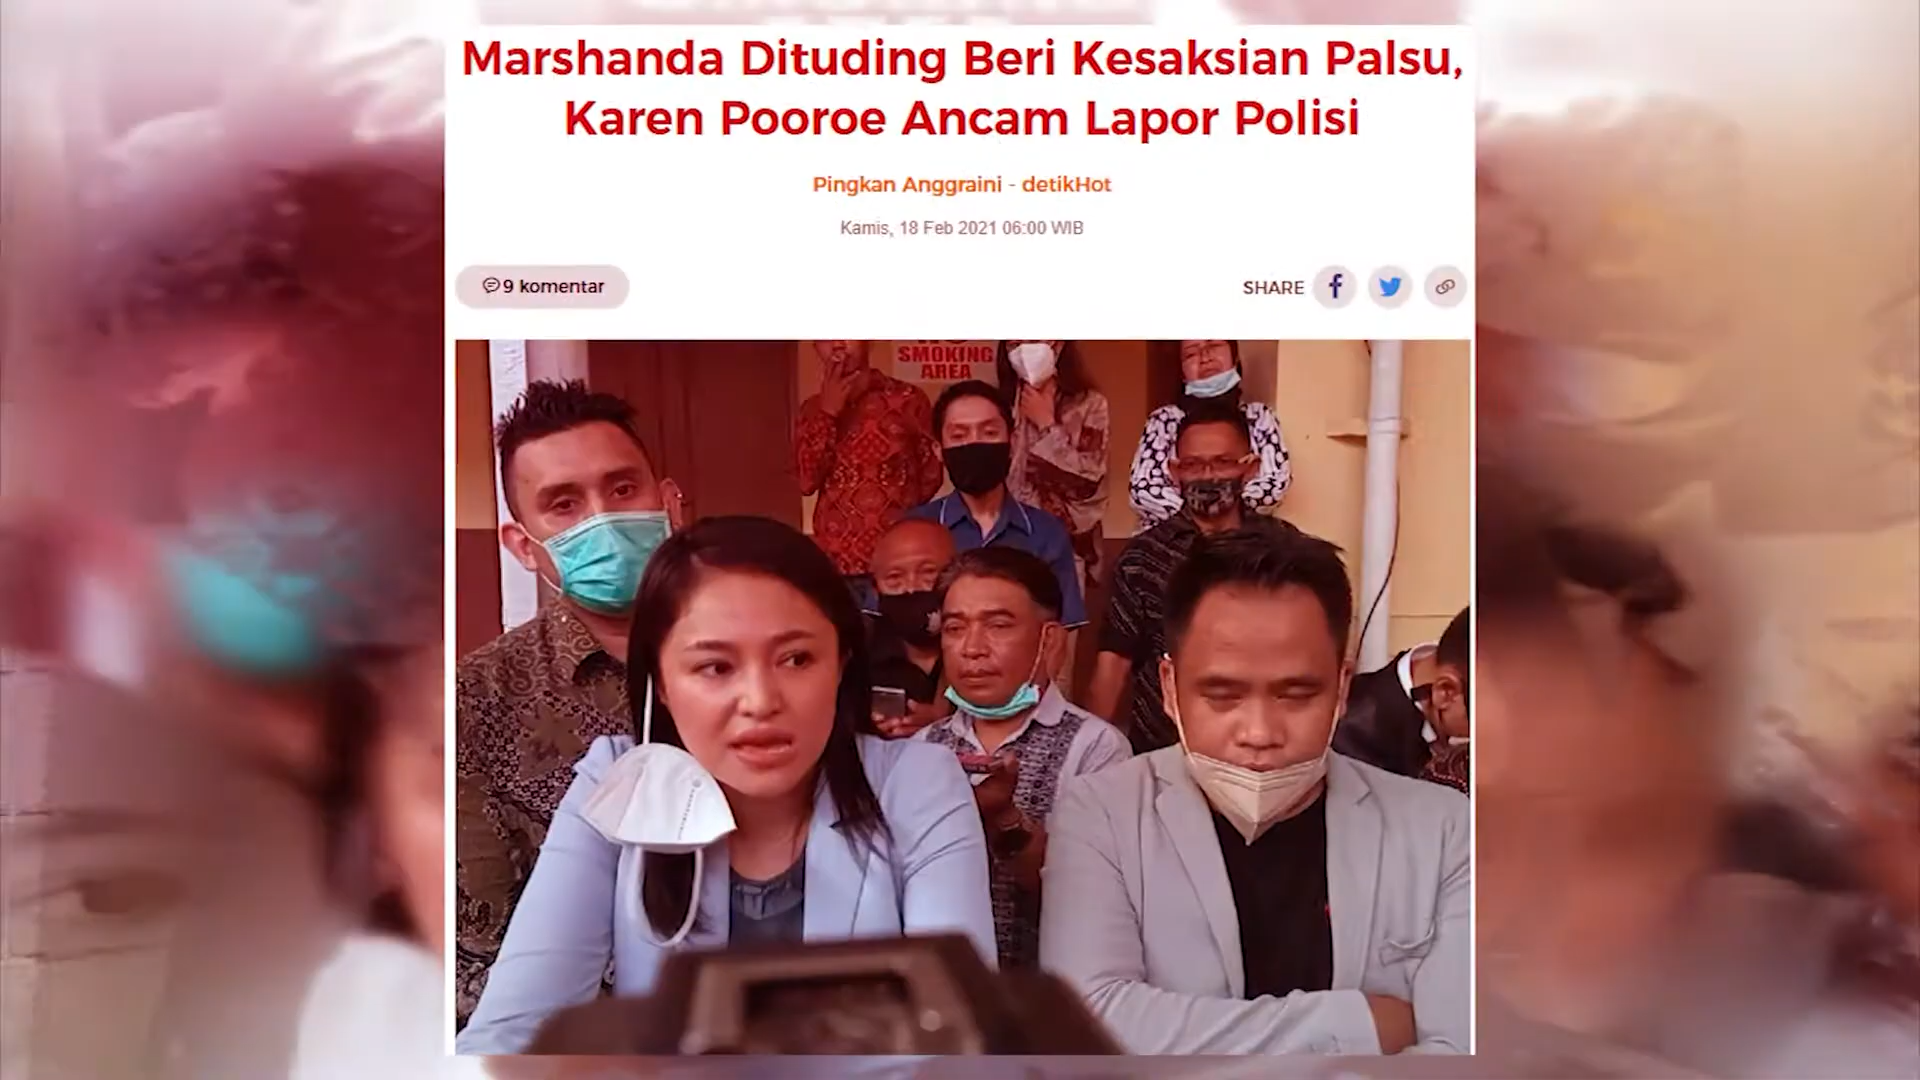 Marshanda Dituding Beri Kesaksian Palsu,
Karen Pooroe Ancam Lapor Polisi
Pingkan Anggraini - detikHot
Kamis, 18 Feb 2021 06:00 WIB
9 komentar
SHARE
SMOKING
AREA